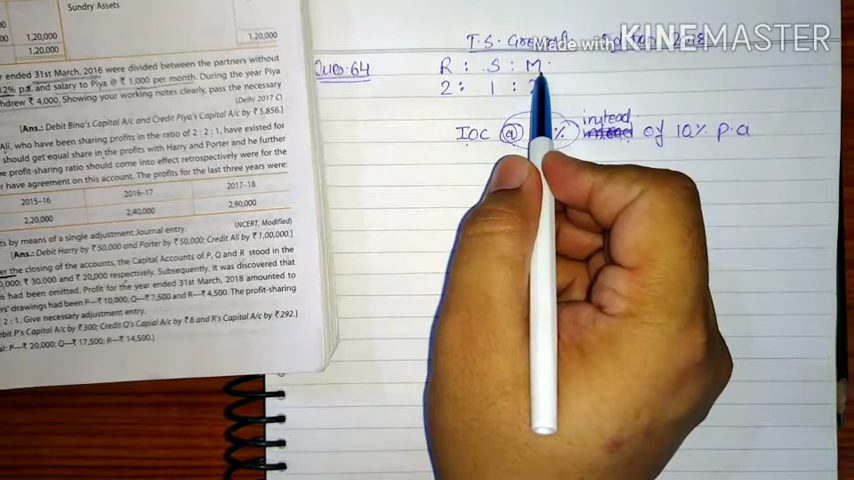 Sundry Assets
1,20,000
1,20,000
1,20,000
ended 31st March, 2016 were divided between the partners without
12% p.a. and salary to Piya @ ₹ 1,000 per month. During the year Piya
₹ 4,000. Showing your working notes clearly, pass the
(Delhi 2017 C)
[Ans.: Debit Bina's Capital A/c and Credit Piya's Capital A/c by ₹ 5,856.]
Ali, who have been sharing profits in the ratio of 2 : 2 : 1, have existed for
should get equal share in the profits with Harry and Porter and he further
profit-sharing ratio should come into effect retrospectively were for the
have agreement on this account. The profits for the last three years were:
2015-16 2016-17 2017-18
2,20,000 2,40,000 2,90,000
by means of a single adjustment Journal entry.
(NCERT, Modified)
[Ans.: Debit Harry by ₹ 50,000 and Porter by ₹ 50,000; Credit Ali by ₹ 1,00,000.]
the closing of the accounts, the Capital Accounts of P, Q and R stood in the
₹ 30,000 and ₹ 20,000 respectively. Subsequently, it was discovered that
had been omitted. Profit for the year ended 31st March, 2018 amounted to
drawings had been P—₹ 10,000, Q—₹ 7,500 and R—₹ 4,500. The profit-sharing
2 : 1. Give necessary adjustment entry.
P's Capital A/c by ₹ 300; Credit Q's Capital A/c by ₹ 8 and R's Capital A/c by ₹ 292.]
P—₹ 20,000; Q—₹ 17,500; R—₹ 14,500.]
T.S. Grewal
Made with KINEMASTER
Ques.64
R : S : M
2 : 1 :
IOC @ % instead of 10% p.a